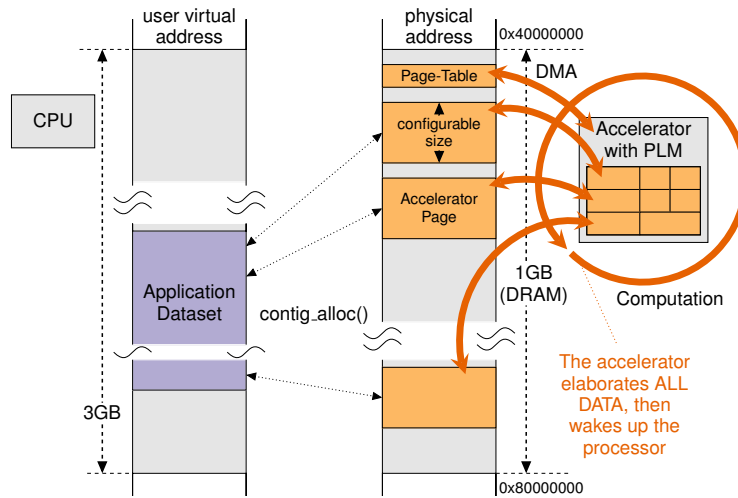 user virtual
address
physical
address
0x40000000
Page-Table
DMA
CPU
configurable
size
Accelerator
with PLM
Accelerator
Page
Application
Dataset
contig_alloc()
1GB
(DRAM)
Computation
The accelerator
elaborates ALL
DATA, then
wakes up the
processor
3GB
0x80000000